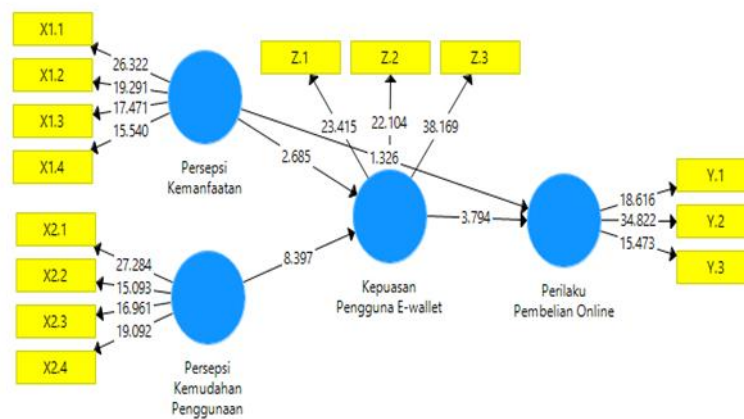 X1.1
X1.2
X1.3
X1.4
26.322
19.291
17.471
15.540
Persepsi
Kemanfaatan
Z.1
Z.2
Z.3
23.415
22.104
38.169
2.685
1.326
X2.1
X2.2
X2.3
X2.4
27.284
15.093
16.961
19.092
Persepsi
Kemudahan
Penggunaan
8.397
Kepuasan
Pengguna E-wallet
3.794
Perilaku
Pembelian Online
18.616
34.822
15.473
Y.1
Y.2
Y.3